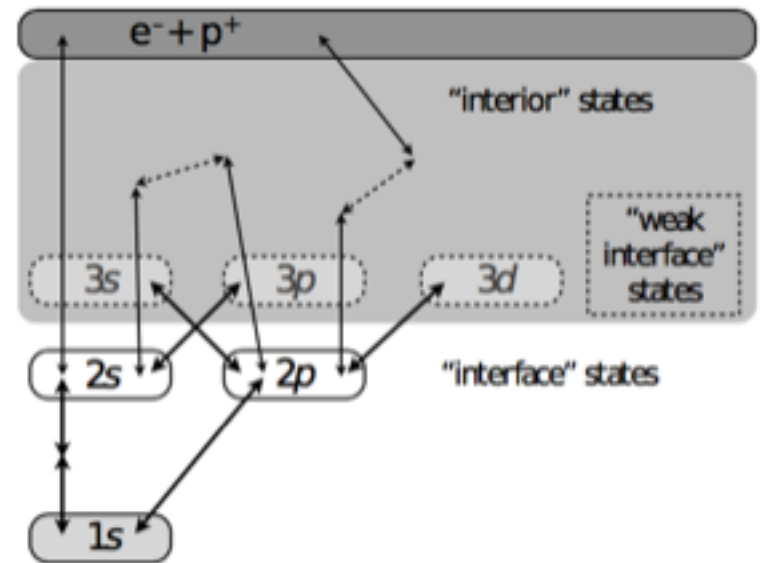 e⁻+p⁺
“interior” states
“weak
interface”
states
3s
3p
3d
2s
2p
“interface” states
1s